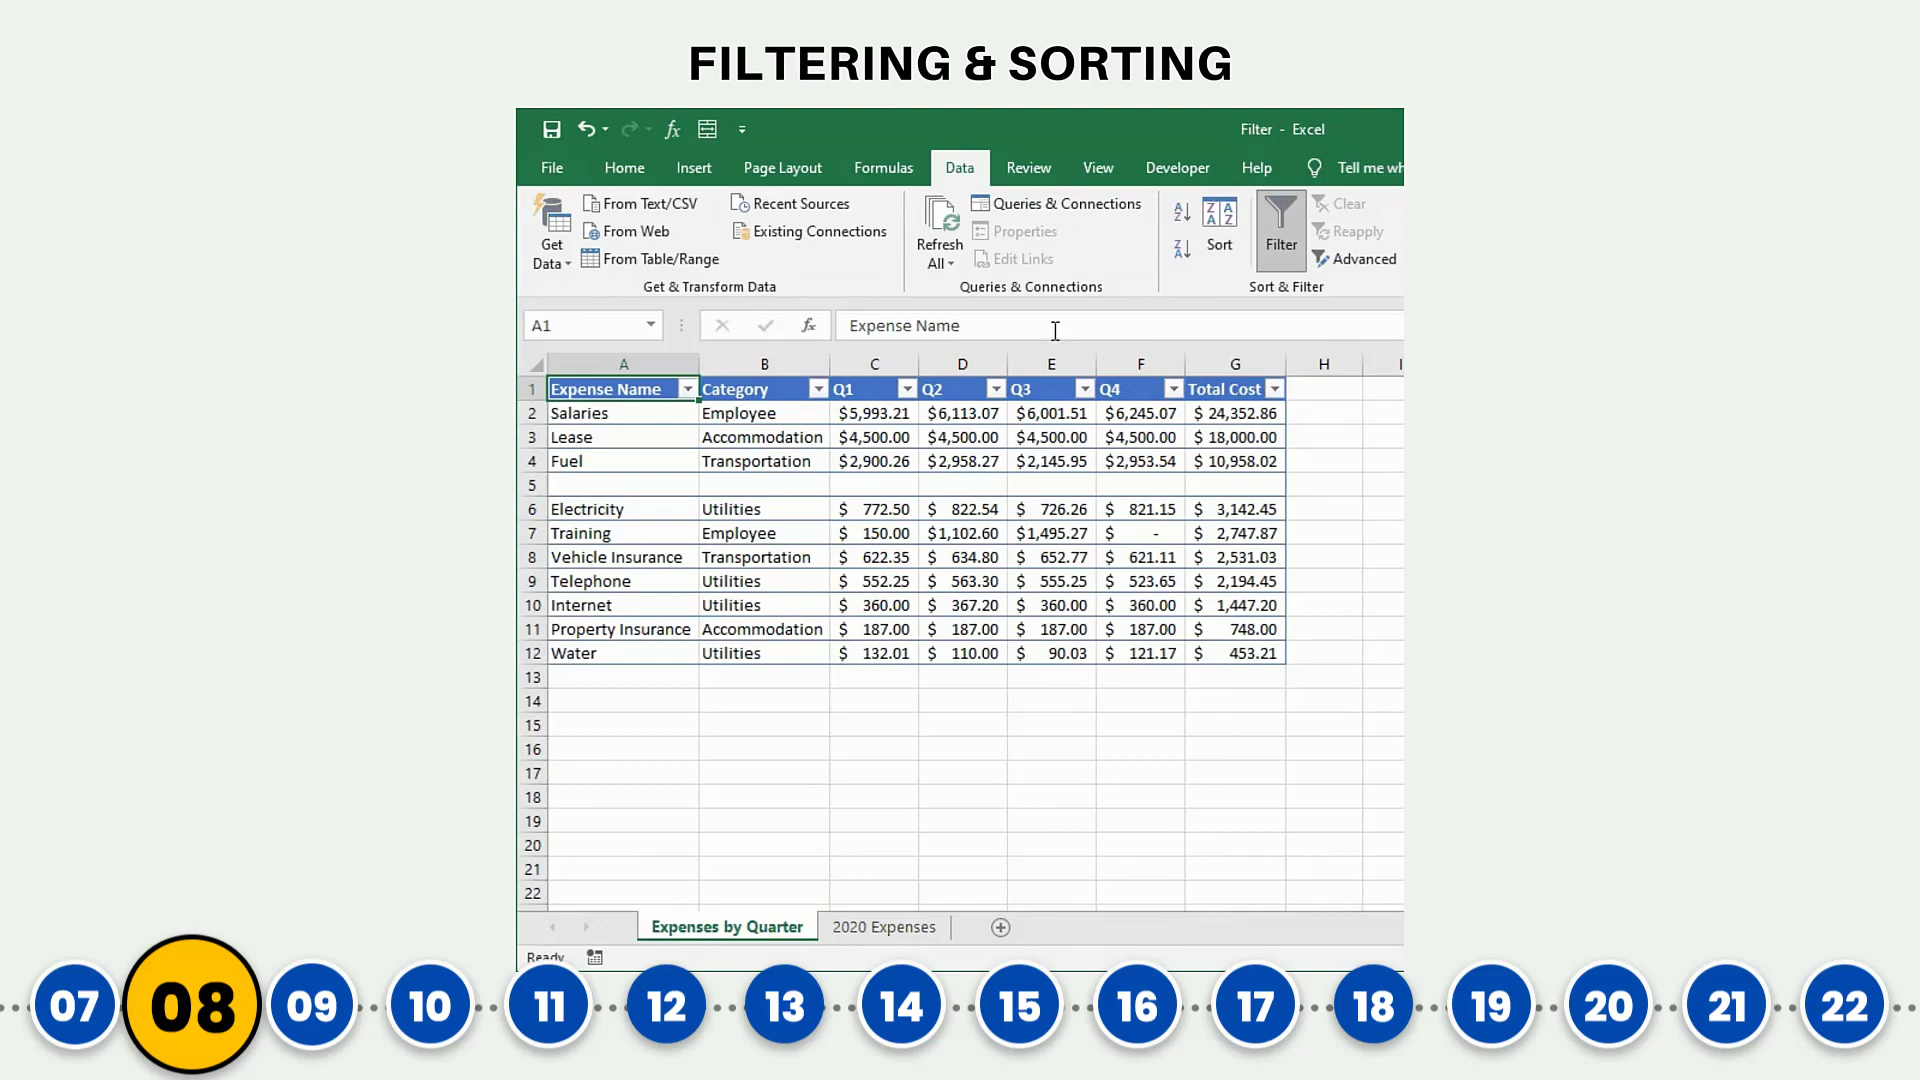 FILTERING & SORTING
Filter - Excel
File Home Insert Page Layout Formulas Data Review View Developer Help Tell me wh
Get Data
From Text/CSV
From Web
From Table/Range
Recent Sources
Existing Connections
Get & Transform Data
Refresh All
Queries & Connections
Properties
Edit Links
Queries & Connections
Sort
Filter
Clear
Reapply
Advanced
Sort & Filter
A1 fx Expense Name
A B C D E F G H I
1 Expense Name Category Q1 Q2 Q3 Q4 Total Cost
2 Salaries Employee $5,993.21 $6,113.07 $6,001.51 $6,245.07 $ 24,352.86
3 Lease Accommodation $4,500.00 $4,500.00 $4,500.00 $4,500.00 $ 18,000.00
4 Fuel Transportation $2,900.26 $2,958.27 $2,145.95 $2,953.54 $ 10,958.02
5
6 Electricity Utilities $ 772.50 $ 822.54 $ 726.26 $ 821.15 $ 3,142.45
7 Training Employee $ 150.00 $1,102.60 $1,495.27 $ - $ 2,747.87
8 Vehicle Insurance Transportation $ 622.35 $ 634.80 $ 652.77 $ 621.11 $ 2,531.03
9 Telephone Utilities $ 552.25 $ 563.30 $ 555.25 $ 523.65 $ 2,194.45
10 Internet Utilities $ 360.00 $ 367.20 $ 360.00 $ 360.00 $ 1,447.20
11 Property Insurance Accommodation $ 187.00 $ 187.00 $ 187.00 $ 187.00 $ 748.00
12 Water Utilities $ 132.01 $ 110.00 $ 90.03 $ 121.17 $ 453.21
13
14
15
16
17
18
19
20
21
22
Expenses by Quarter 2020 Expenses
Ready
07 08 09 10 11 12 13 14 15 16 17 18 19 20 21 22